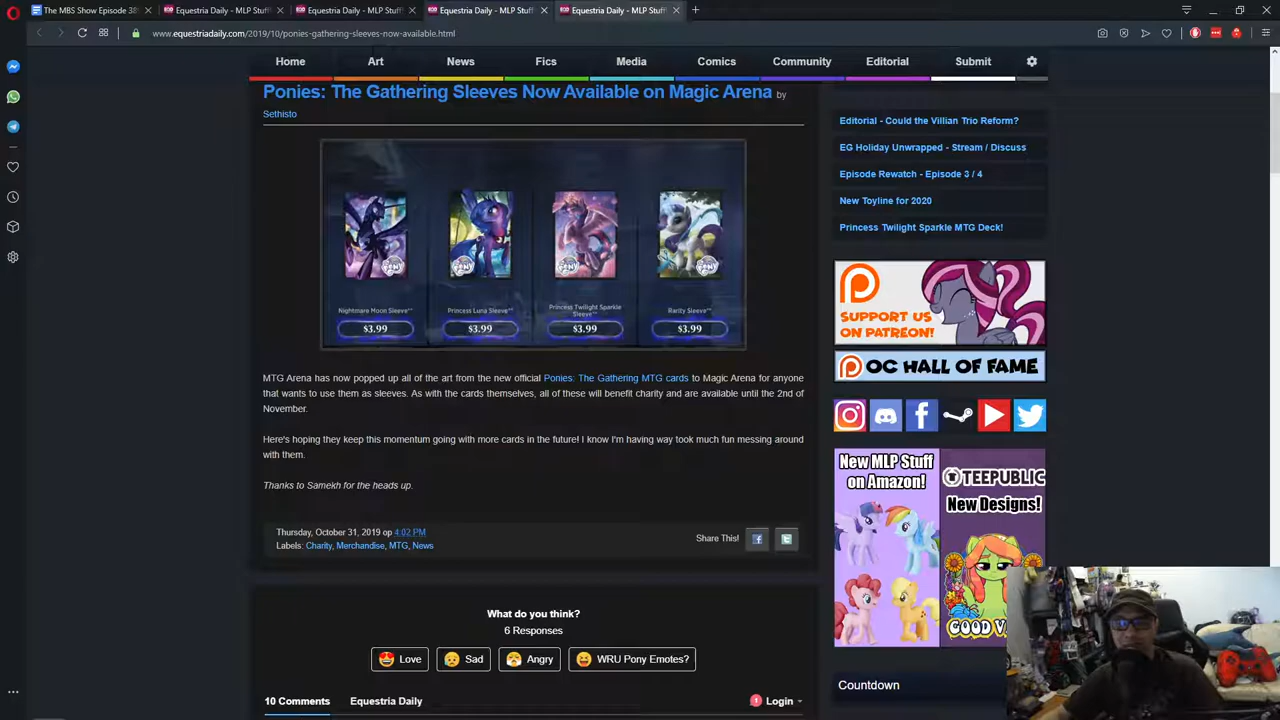 The MBS Show Episode 38
Equestria Daily - MLP Stuf
Equestria Daily - MLP Stuf
Equestria Daily - MLP Stuf
Equestria Daily - MLP Stuf
www.equestriadaily.com/2019/10/ponies-gathering-sleeves-now-available.html
Home Art News Fics Media Comics Community Editorial Submit
Ponies: The Gathering Sleeves Now Available on Magic Arena by
Sethisto
Nightmare Moon Sleeve™ Princess Luna Sleeve™ Princess Twilight Sparkle Sleeve™ Rarity Sleeve™
$3.99 $3.99 $3.99 $3.99
MTG Arena has now popped up all of the art from the new official Ponies: The Gathering MTG cards to Magic Arena for anyone
that wants to use them as sleeves. As with the cards themselves, all of these will benefit charity and are available until the 2nd of
November.
Here's hoping they keep this momentum going with more cards in the future! I know I'm having way took much fun messing around
with them.
Thanks to Samekh for the heads up.
Thursday, October 31, 2019 op 4:02 PM
Labels: Charity, Merchandise, MTG, News
Share This!
What do you think?
6 Responses
Love Sad Angry WRU Pony Emotes?
10 Comments Equestria Daily Login
Editorial - Could the Villian Trio Reform?
EG Holiday Unwrapped - Stream / Discuss
Episode Rewatch - Episode 3 / 4
New Toyline for 2020
Princess Twilight Sparkle MTG Deck!
SUPPORT US
ON PATREON!
OC HALL OF FAME
New MLP Stuff
on Amazon!
TEEPUBLIC
New Designs!
GOOD V
Countdown